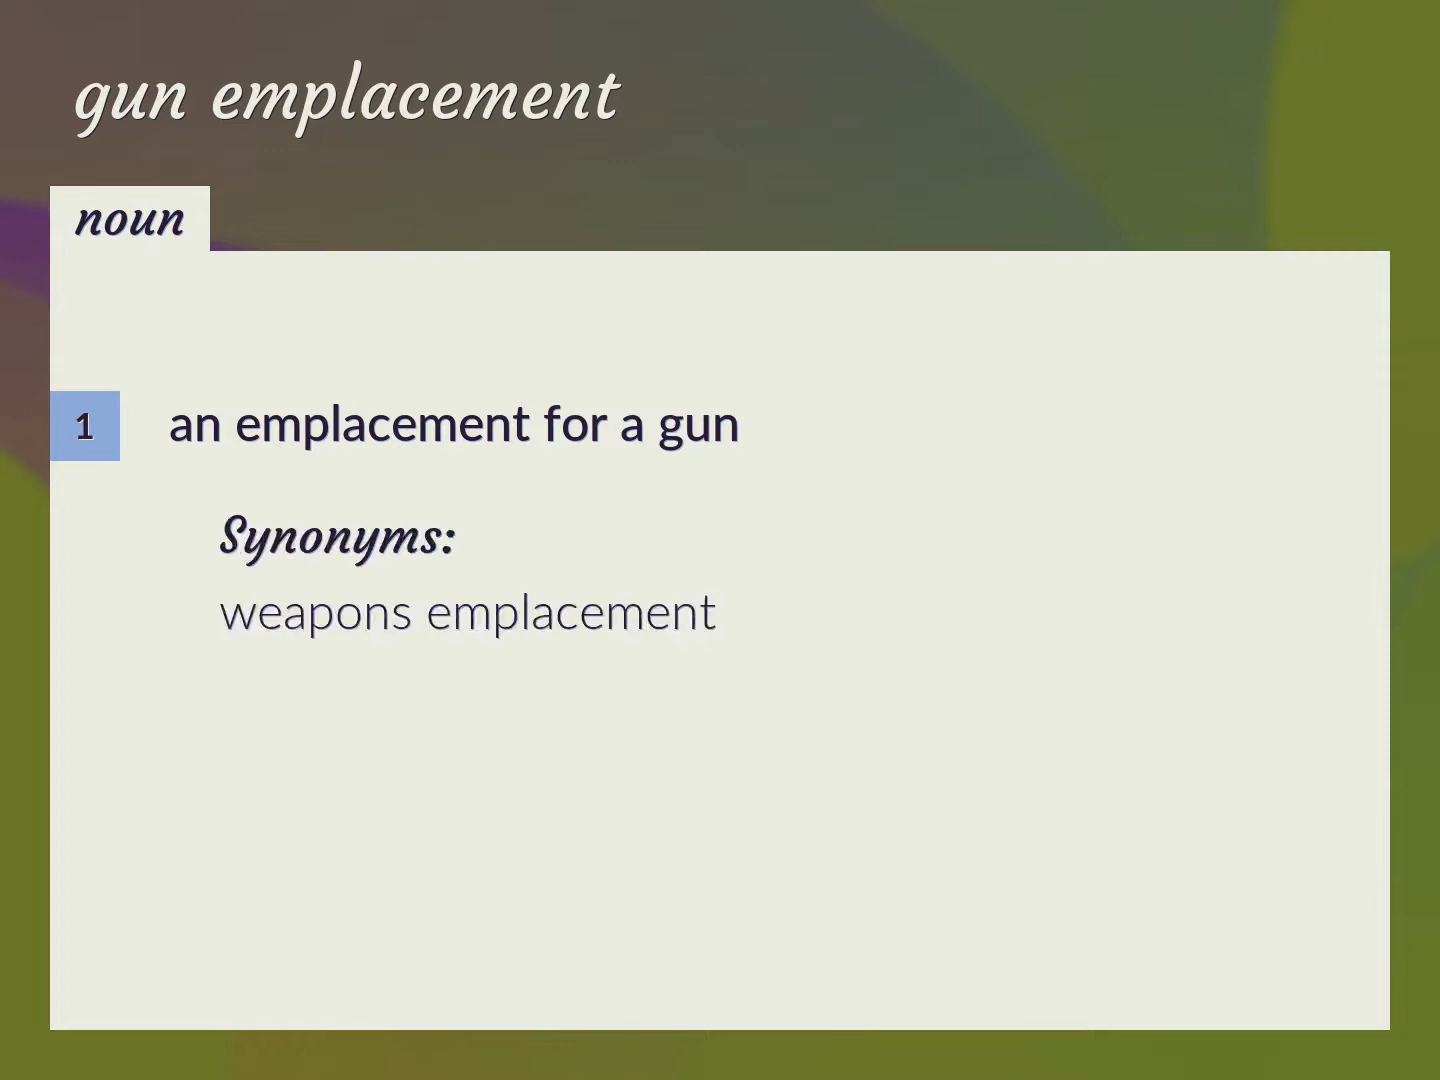 gun emplacement
noun
1
an emplacement for a gun
Synonyms:
weapons emplacement